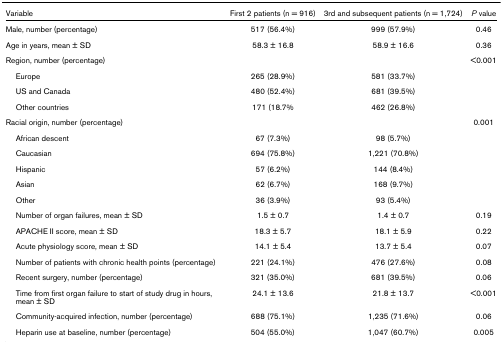 Variable First 2 patients (n = 916) 3rd and subsequent patients (n = 1,724) P value
Male, number (percentage) 517 (56.4%) 999 (57.9%) 0.46
Age in years, mean ± SD 58.3 ± 16.8 58.9 ± 16.6 0.36
Region, number (percentage) <0.001
Europe 265 (28.9%) 581 (33.7%)
US and Canada 480 (52.4%) 681 (39.5%)
Other countries 171 (18.7% 462 (26.8%)
Racial origin, number (percentage) 0.001
African descent 67 (7.3%) 98 (5.7%)
Caucasian 694 (75.8%) 1,221 (70.8%)
Hispanic 57 (6.2%) 144 (8.4%)
Asian 62 (6.7%) 168 (9.7%)
Other 36 (3.9%) 93 (5.4%)
Number of organ failures, mean ± SD 1.5 ± 0.7 1.4 ± 0.7 0.19
APACHE II score, mean ± SD 18.3 ± 5.7 18.1 ± 5.9 0.22
Acute physiology score, mean ± SD 14.1 ± 5.4 13.7 ± 5.4 0.07
Number of patients with chronic health points (percentage) 221 (24.1%) 476 (27.6%) 0.08
Recent surgery, number (percentage) 321 (35.0%) 681 (39.5%) 0.06
Time from first organ failure to start of study drug in hours, 24.1 ± 13.6 21.8 ± 13.7 <0.001
mean ± SD
Community-acquired infection, number (percentage) 688 (75.1%) 1,235 (71.6%) 0.06
Heparin use at baseline, number (percentage) 504 (55.0%) 1,047 (60.7%) 0.005